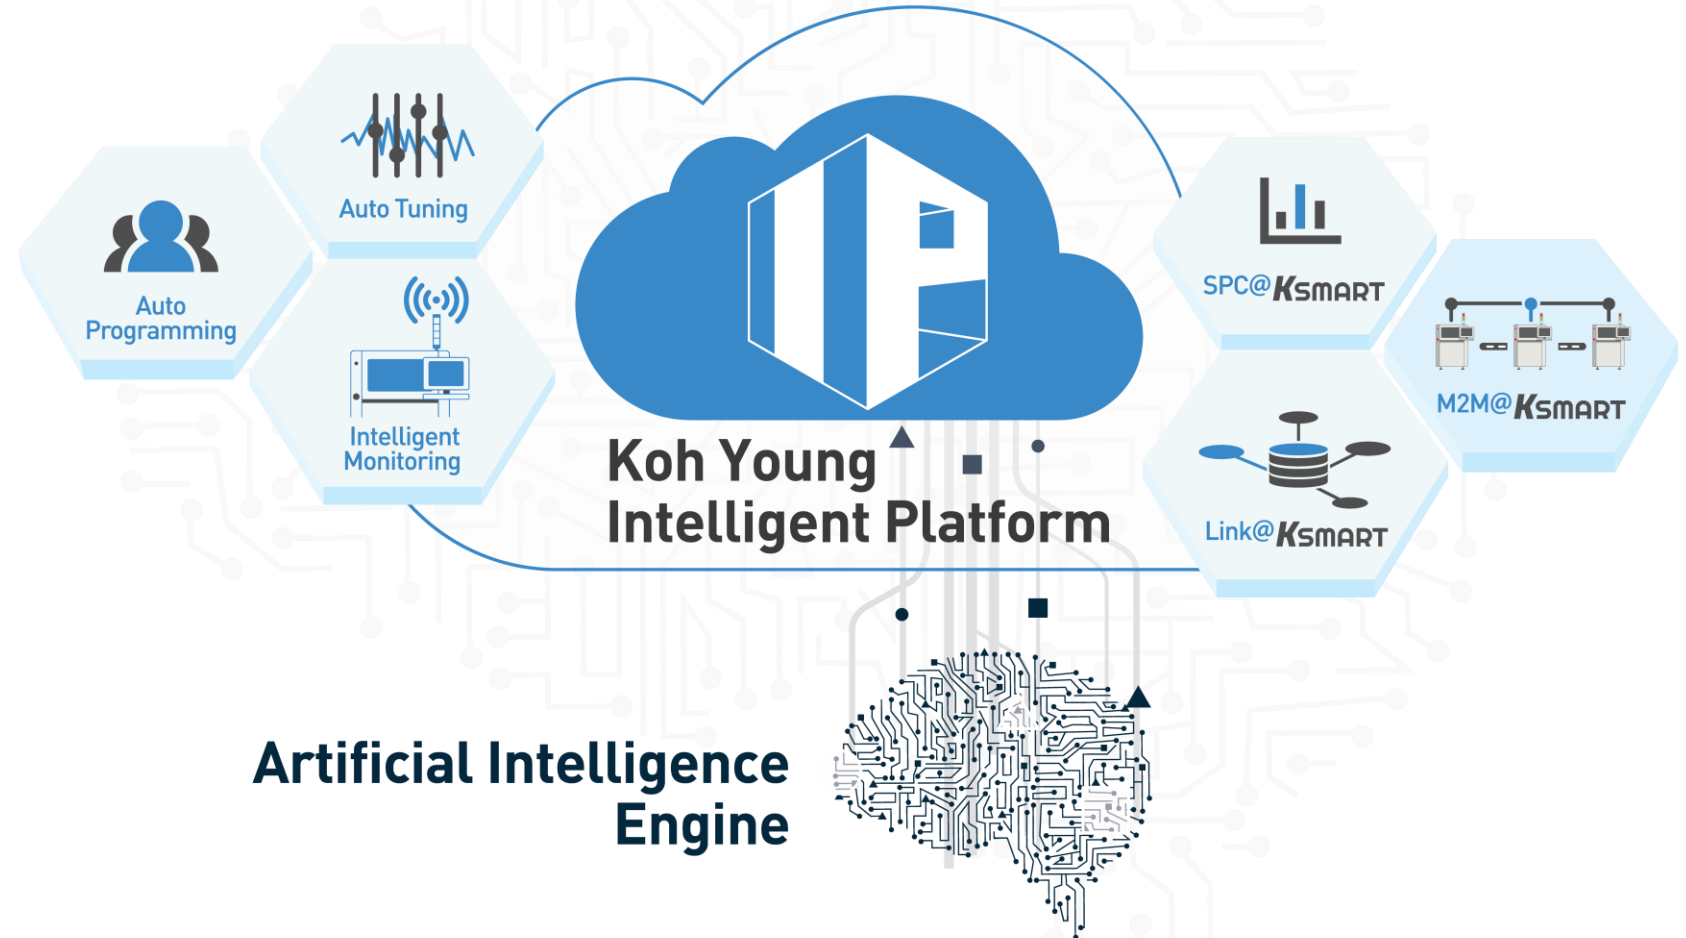 Auto Tuning
Auto
Programming
Intelligent
Monitoring
IP
Koh Young
Intelligent Platform
SPC@KSMART
M2M@KSMART
Link@KSMART
Artificial Intelligence
Engine